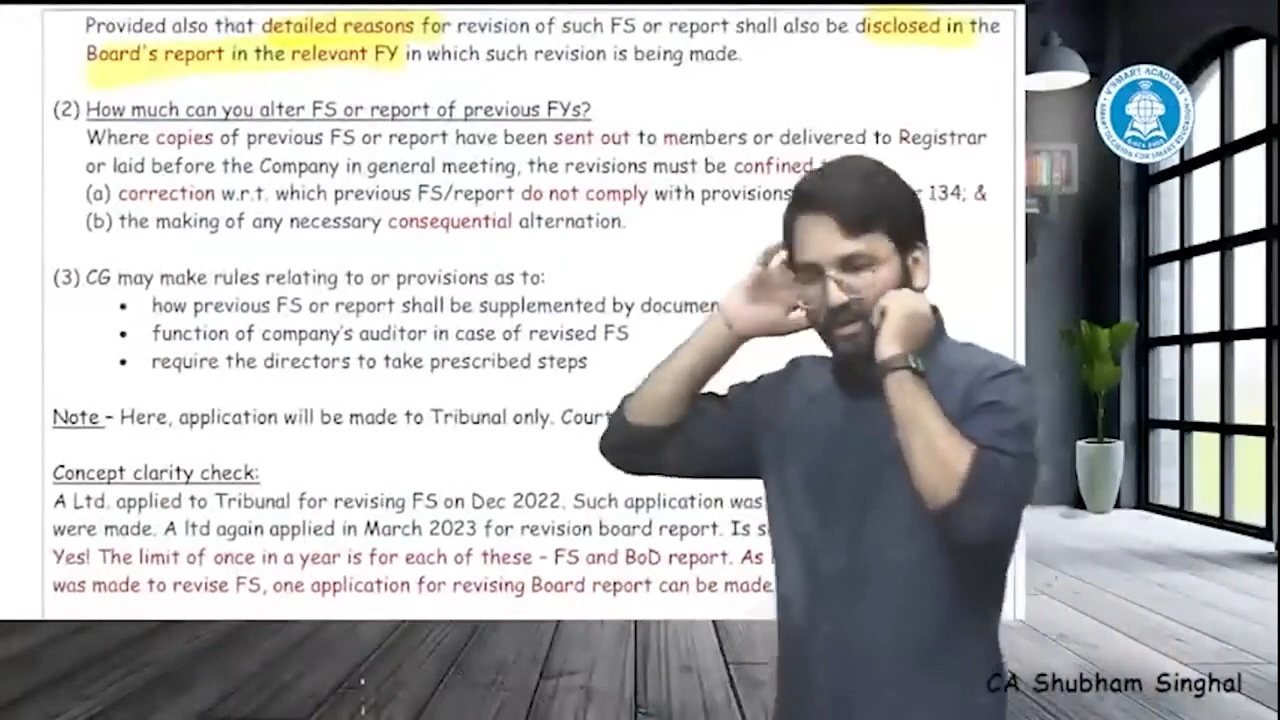 Provided also that detailed reasons for revision of such FS or report shall also be disclosed in the
Board's report in the relevant FY in which such revision is being made.
(2) How much can you alter FS or report of previous FYs?
Where copies of previous FS or report have been sent out to members or delivered to Registrar
or laid before the Company in general meeting, the revisions must be confined
(a) correction w.r.t. which previous FS/report do not comply with provisions 134; &
(b) the making of any necessary consequential alternation.
(3) CG may make rules relating to or provisions as to:
• how previous FS or report shall be supplemented by documen
• function of company's auditor in case of revised FS
• require the directors to take prescribed steps
Note - Here, application will be made to Tribunal only. Court
Concept clarity check:
A Ltd. applied to Tribunal for revising FS on Dec 2022. Such application was
were made. A ltd again applied in March 2023 for revision board report. Is s
Yes! The limit of once in a year is for each of these - FS and BoD report. As
was made to revise FS, one application for revising Board report can be made
V'SMART ACADEMY
CA Shubham Singhal